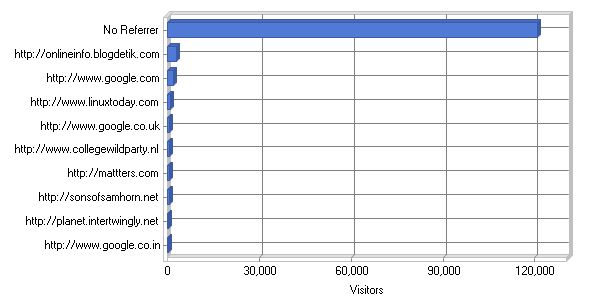 No Referrer
http://onlineinfo.blogdetik.com
http://www.google.com
http://www.linuxtoday.com
http://www.google.co.uk
http://www.collegewildparty.nl
http://mattters.com
http://sonsofsamhorn.net
http://planet.intertwingly.net
http://www.google.co.in
0 30,000 60,000 90,000 120,000
Visitors